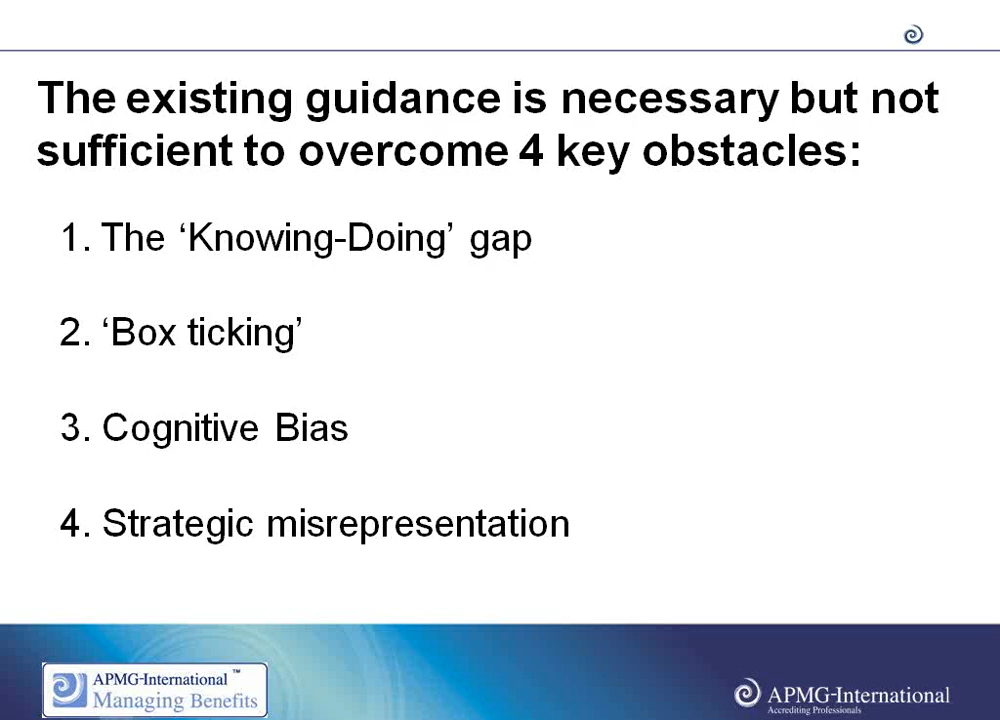 The existing guidance is necessary but not
sufficient to overcome 4 key obstacles:
1. The ‘Knowing-Doing’ gap
2. ‘Box ticking’
3. Cognitive Bias
4. Strategic misrepresentation
APMG-International™
Managing Benefits
APMG-International
Accrediting Professionals